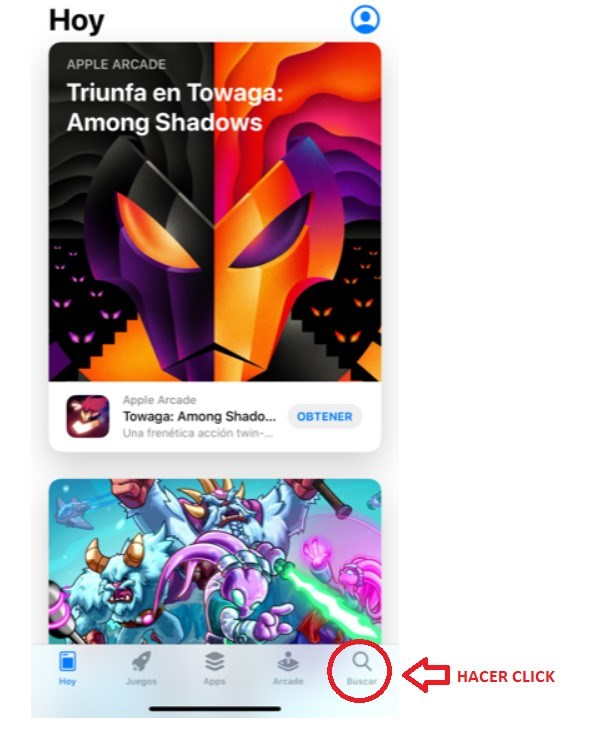 Hoy
APPLE ARCADE
Triunfa en Towaga:
Among Shadows
Apple Arcade
Towaga: Among Shado...
OBTENER
Una frenética acción twin-...
Hoy
Juegos
Apps
Arcade
Buscar
HACER CLICK